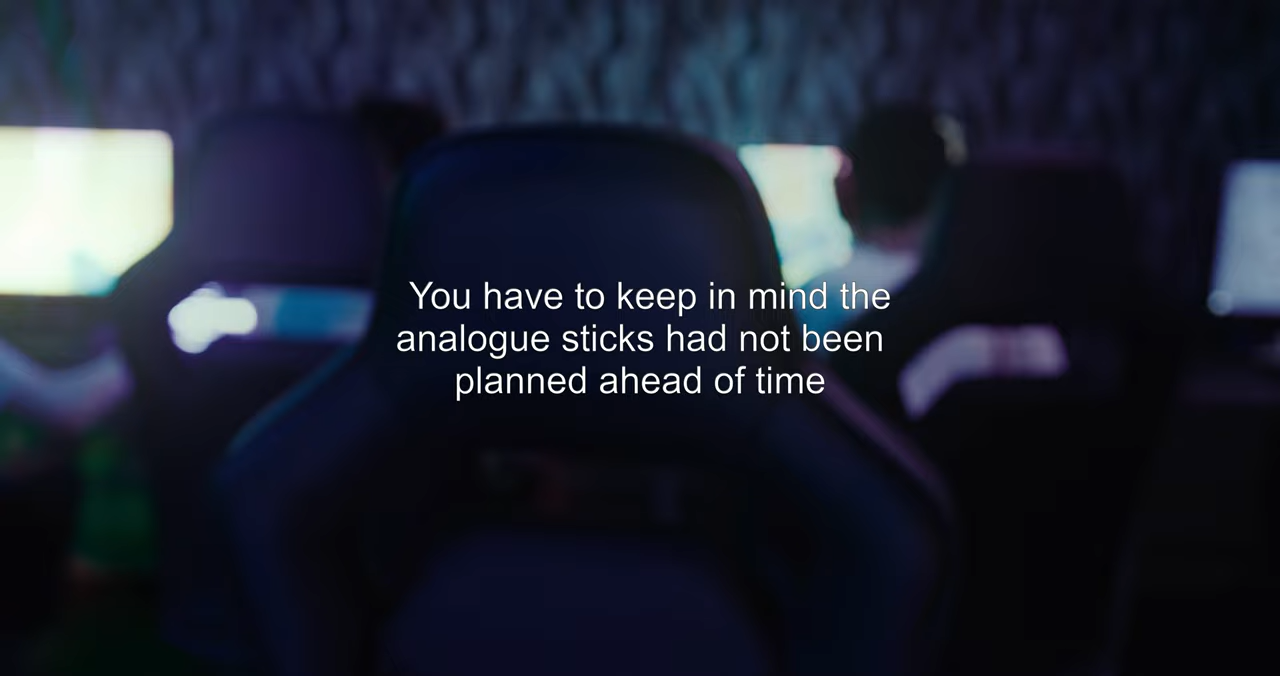 You have to keep in mind the
analogue sticks had not been
planned ahead of time